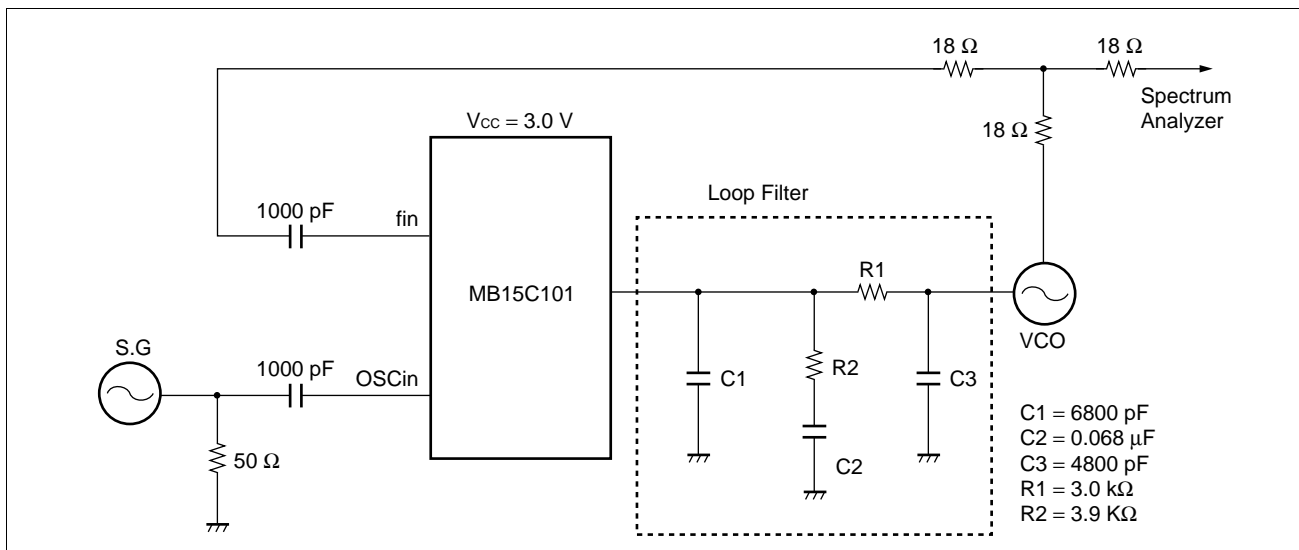 18 Ω
18 Ω
Spectrum
Analyzer
18 Ω
VCC = 3.0 V
Loop Filter
1000 pF
fin
R1
MB15C101
VCO
S.G
1000 pF
OSCin
C1
R2
C3
50 Ω
C2
C1 = 6800 pF
C2 = 0.068 µF
C3 = 4800 pF
R1 = 3.0 kΩ
R2 = 3.9 KΩ